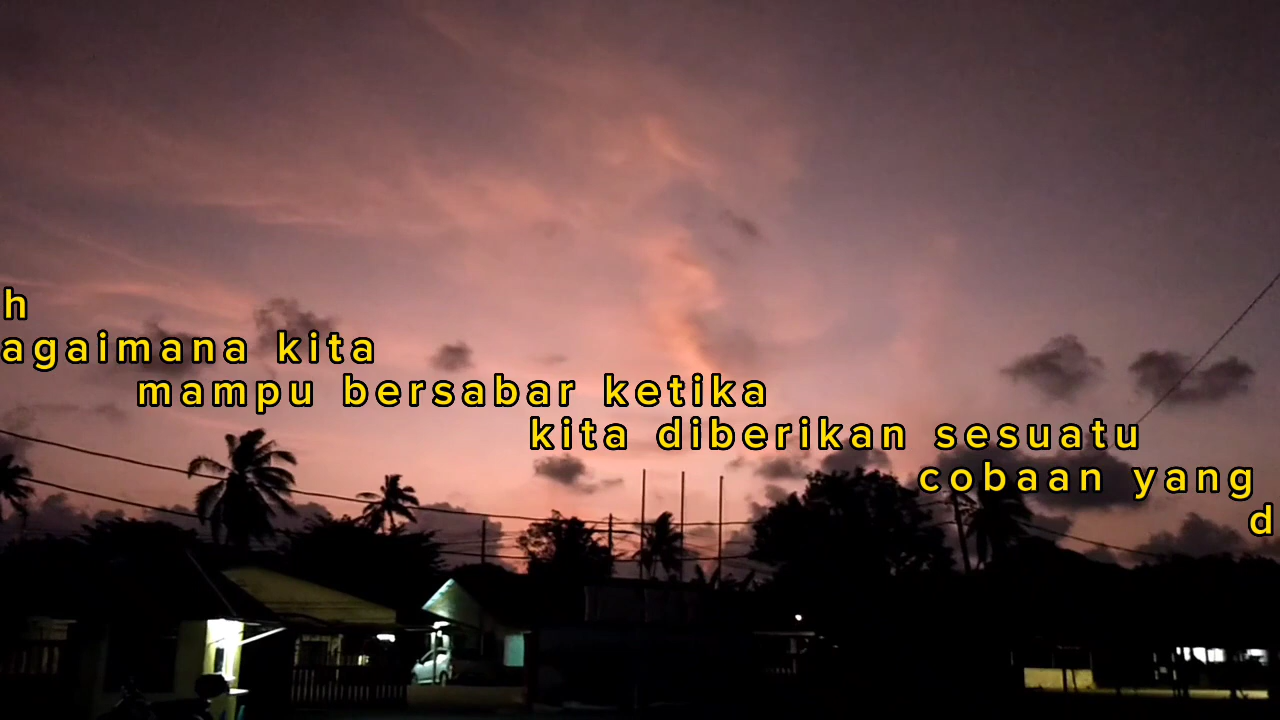 h
agaimana kita
mampu bersabar ketika
kita diberikan sesuatu
cobaan yang
d